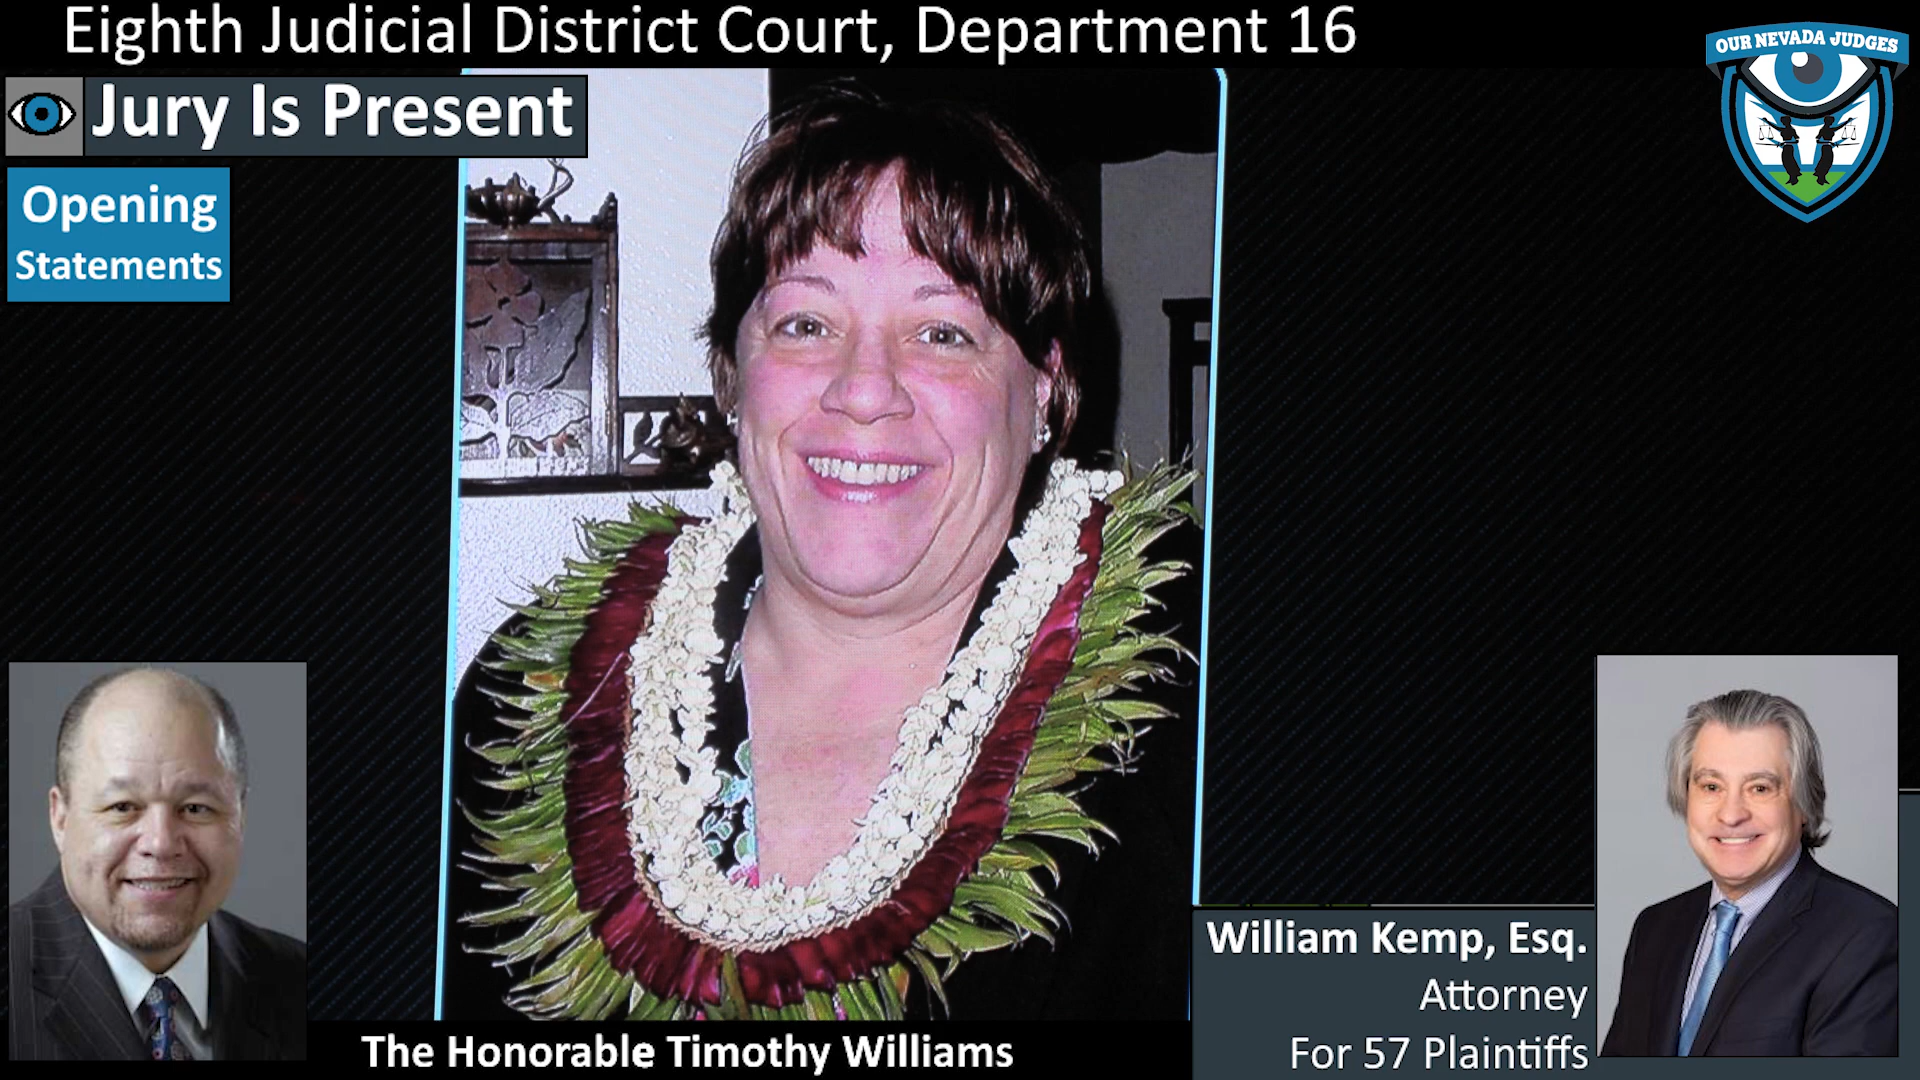 Eighth Judicial District Court, Department 16
OUR NEVADA JUDGES
Jury Is Present
Opening
Statements
William Kemp, Esq.
Attorney
For 57 Plaintiffs
The Honorable Timothy Williams